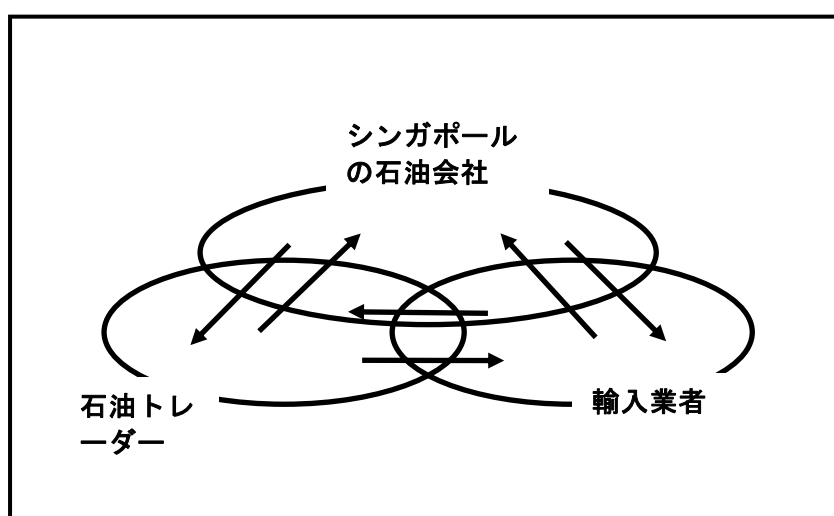 シンガポール
の石油会社
石油トレ
ーダー
輸入業者